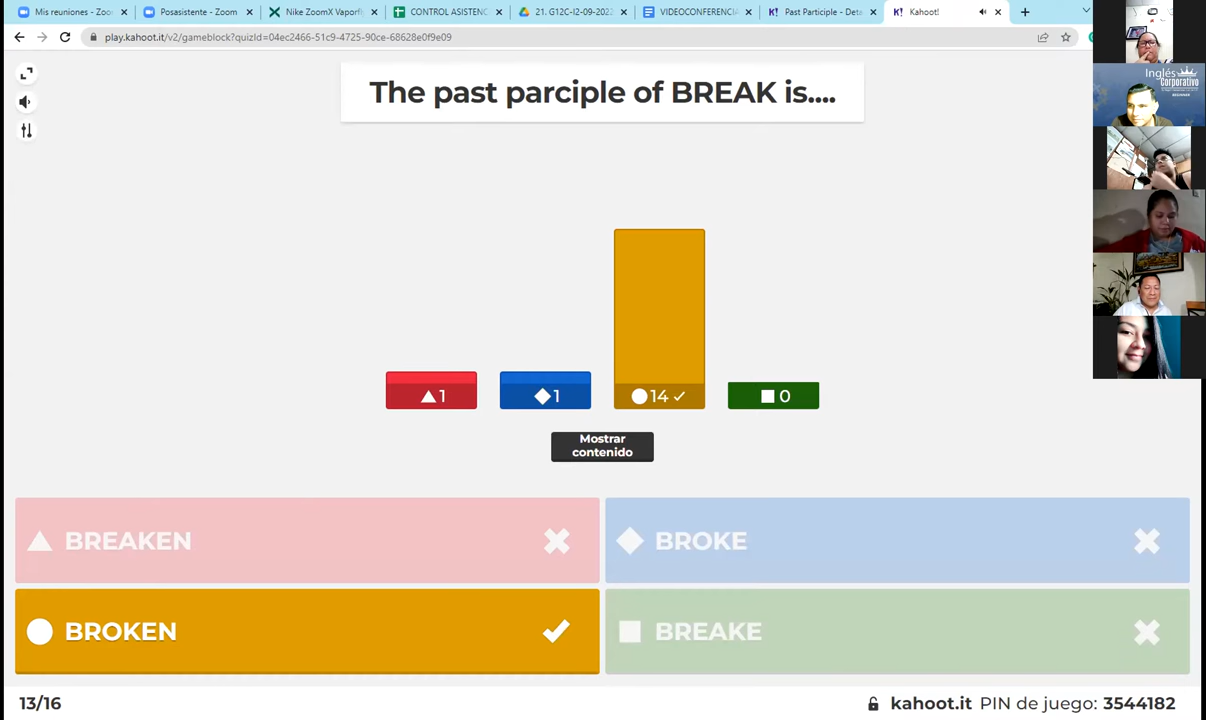 Mis reuniones - Zoom
Posasistente - Zoom
Nike ZoomX Vaporfl
CONTROL ASISTENC
21. G12C-I2-09-2022
VIDEOCONFERENCIA
Past Participle - Deta
Kahoot!
play.kahoot.it/v2/gameblock?quizId=04ec2466-51c9-4725-90ce-68628e0f9e09
Inglés
Corporativo
BEGINNER
The past parciple of BREAK is....
1
1
14
0
Mostrar
contenido
BREAKEN
BROKE
BROKEN
BREAKE
13/16
kahoot.it PIN de juego: 3544182